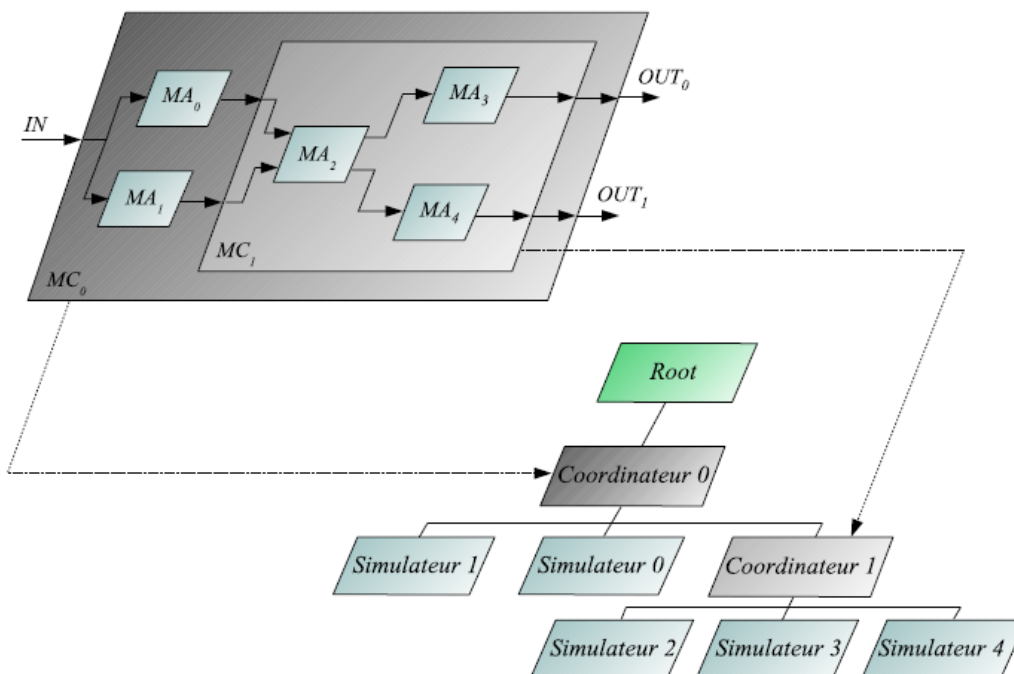 OUT₀
MA₀
MA₃
IN
MA₂
MA₁
MA₄
OUT₁
MC₁
MC₀
Root
Coordinateur 0
Simulateur 1
Simulateur 0
Coordinateur 1
Simulateur 2
Simulateur 3
Simulateur 4